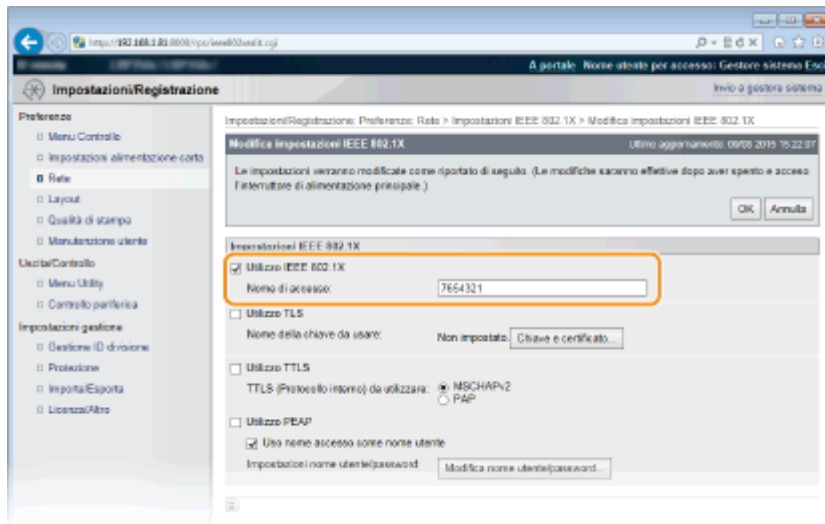 A portale Nome utente per accesso: Gestore sistema
Impostazioni/Registrazione
Invio a gestore sistema
Preferenze
Menu Controllo
Impostazioni alimentazione carta
Rete
Layout
Qualità di stampa
Manutenzione utente
Uscita/Controllo
Menu Utility
Controllo periferica
Impostazioni gestione
Gestione ID divisione
Protezione
Importa/Esporta
Licenza/Altro
Impostazioni/Registrazione: Preferenze: Rete > Impostazioni IEEE 802.1X > Modifica impostazioni IEEE 802.1X
Modifica impostazioni IEEE 802.1X
Ultimo aggiornamento:
Le impostazioni verranno modificate come riportato di seguito. (Le modifiche saranno effettive dopo aver spento e acceso
l'interruttore di alimentazione principale.)
OK Annulla
Impostazioni IEEE 802.1X
Utilizzo IEEE 802.1X
Nome di accesso: 7654321
Utilizzo TLS
Nome della chiave da usare: Non impostato. Chiave e certificato...
Utilizzo TTLS
TTLS (Protocollo interno) da utilizzare: MSCHAPv2
PAP
Utilizzo PEAP
Uso nome accesso come nome utente
Impostazioni nome utente/password: Modifica nome utente/password...